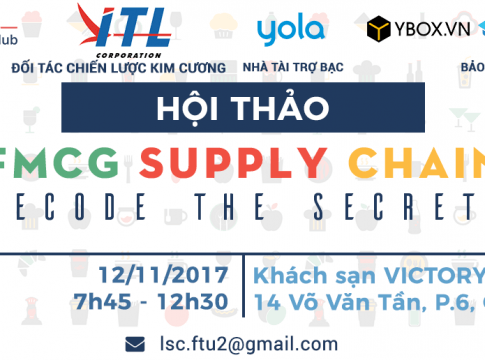 lub
ITL
CORPORATION
yola
YBOX.VN
ĐỐI TÁC CHIẾN LƯỢC KIM CƯƠNG
NHÀ TÀI TRỢ BẠC
BẢO
HỘI THẢO
FMCG SUPPLY CHAIN
ECODE THE SECRET
12/11/2017
7h45 - 12h30
Khách sạn VICTORY
14 Võ Văn Tần, P.6,
lsc.ftu2@gmail.com